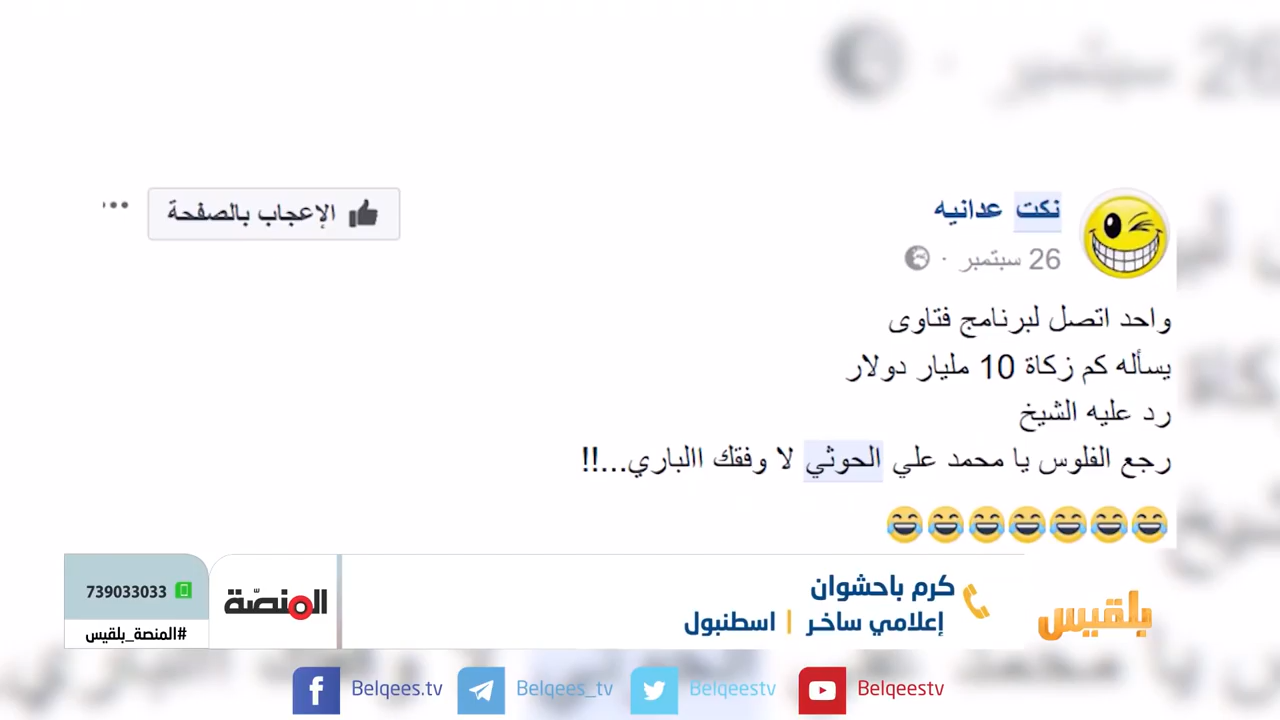 نكت عدانيه
26 سبتمبر ·
الإعجاب بالصفحة
...
واحد اتصل لبرنامج فتاوى
يسأله كم زكاة 10 مليار دولار
رد عليه الشيخ
رجع الفلوس يا محمد علي الحوثي لا وفقك االباري...!!
😂😂😂😂😂😂😂
بلقيس
كرم باحشوان
إعلامي ساخر | اسطنبول
المنصّة
739033033
#المنصة_بلقيس
Belqees.tv
Belqees_tv
Belqeestv
Belqeestv